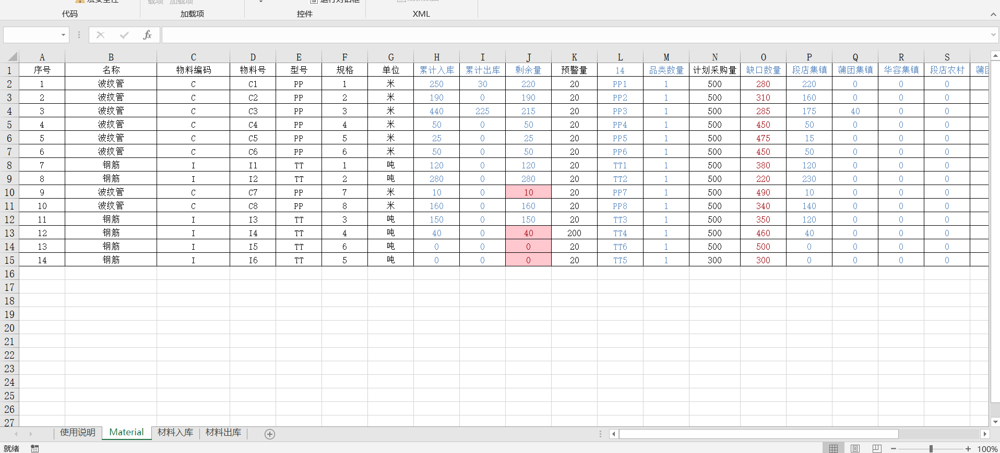 宏安全性 载项 加载项 运行对话框
代码 加载项 控件 XML
fx
A B C D E F G H I J K L M N O P Q R S
1 序号 名称 物料编码 物料号 型号 规格 单位 累计入库 累计出库 剩余量 预警量 14 品类数量 计划采购量 缺口数量 段店集镇 蒲团集镇 华容集镇 段店农村 蒲团
2 1 波纹管 C C1 PP 1 米 250 30 220 20 PP1 1 500 280 220 0 0 0
3 2 波纹管 C C2 PP 2 米 190 0 190 20 PP2 1 500 310 160 0 0 0
4 3 波纹管 C C3 PP 3 米 440 225 215 20 PP3 1 500 285 175 40 0 0
5 4 波纹管 C C4 PP 4 米 50 0 50 20 PP4 1 500 450 50 0 0 0
6 5 波纹管 C C5 PP 5 米 25 0 25 20 PP5 1 500 475 15 0 0 0
7 6 波纹管 C C6 PP 6 米 50 0 50 20 PP6 1 500 450 50 0 0 0
8 7 钢筋 I I1 TT 1 吨 120 0 120 20 TT1 1 500 380 120 0 0 0
9 8 钢筋 I I2 TT 2 吨 280 0 280 20 TT2 1 500 220 230 0 0 0
10 9 波纹管 C C7 PP 7 米 10 0 10 20 PP7 1 500 490 10 0 0 0
11 10 波纹管 C C8 PP 8 米 160 0 160 20 PP8 1 500 340 140 0 0 0
12 11 钢筋 I I3 TT 3 吨 150 0 150 20 TT3 1 500 350 120 0 0 0
13 12 钢筋 I I4 TT 4 吨 40 0 40 200 TT4 1 500 460 40 0 0 0
14 13 钢筋 I I5 TT 6 吨 0 0 0 20 TT6 1 500 500 0 0 0 0
15 14 钢筋 I I6 TT 5 吨 0 0 0 20 TT5 1 300 300 0 0 0 0
16
17
18
19
20
21
22
23
24
25
26
27
使用说明 Material 材料入库 材料出库
就绪 100%